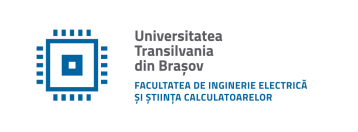 Universitatea
Transilvania
din Brașov
FACULTATEA DE INGINERIE ELECTRICĂ
ȘI ȘTIINȚA CALCULATOARELOR